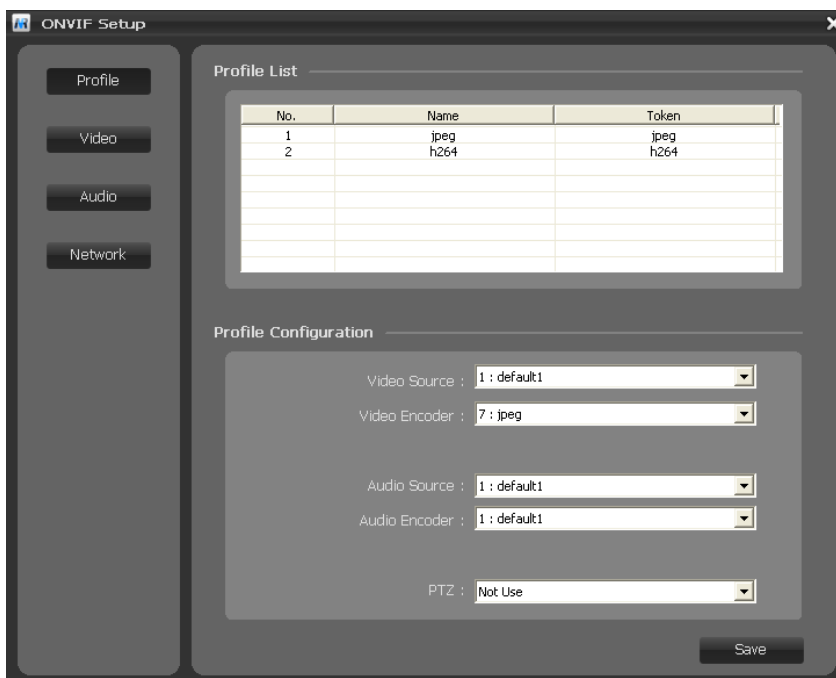 ONVIF Setup
Profile
Video
Audio
Network
Profile List
No. Name Token
1 jpeg jpeg
2 h264 h264
Profile Configuration
Video Source : 1 : default1
Video Encoder : 7 : jpeg
Audio Source : 1 : default1
Audio Encoder : 1 : default1
PTZ : Not Use
Save